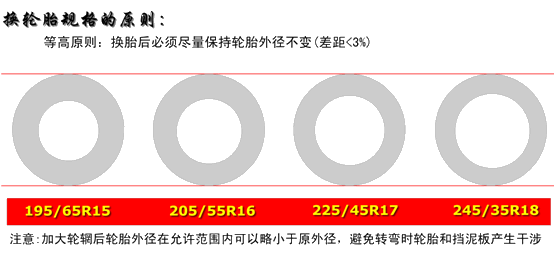 换轮胎规格的原则:
等高原则: 换胎后必须尽量保持轮胎外径不变(差距<3%)
195/65R15 205/55R16 225/45R17 245/35R18
注意:加大轮辋后轮胎外径在允许范围内可以略小于原外径, 避免转弯时轮胎和挡泥板产生干涉